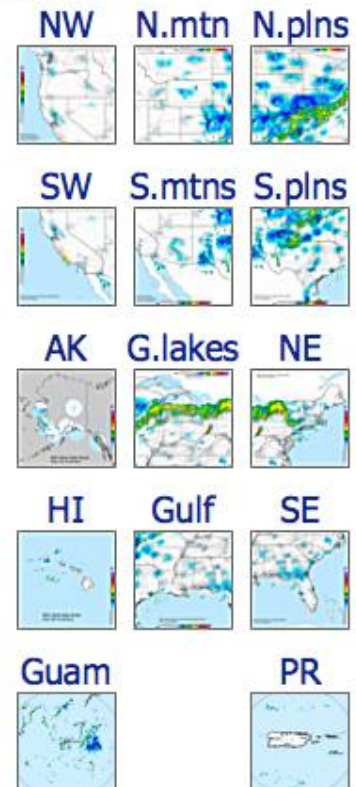 NW N.mtn N.plns
SW S.mtns S.plns
AK G.lakes NE
HI Gulf SE
Guam PR